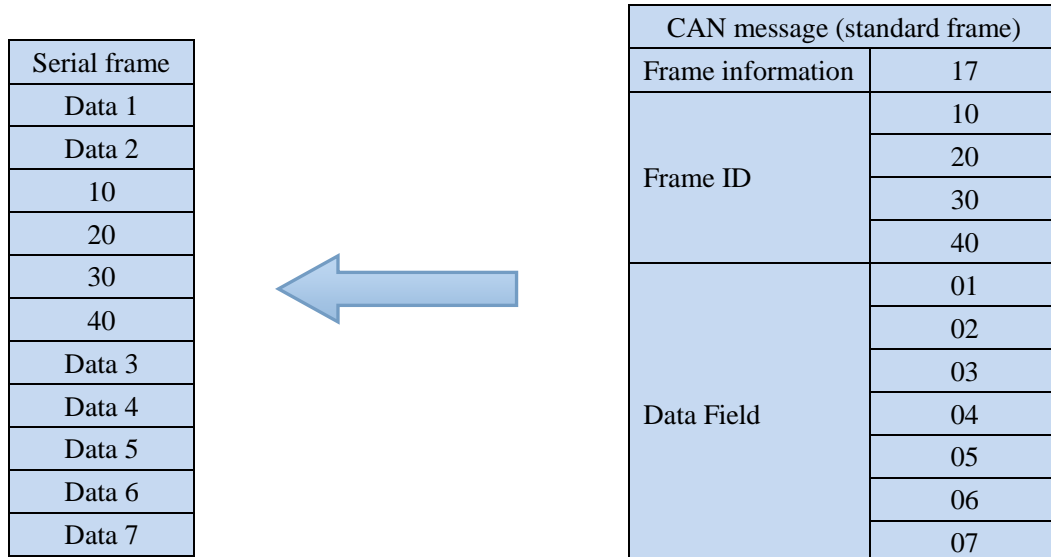 Serial frame
Data 1
Data 2
10
20
30
40
Data 3
Data 4
Data 5
Data 6
Data 7
CAN message (standard frame)
Frame information 17
Frame ID
10
20
30
40
Data Field
01
02
03
04
05
06
07